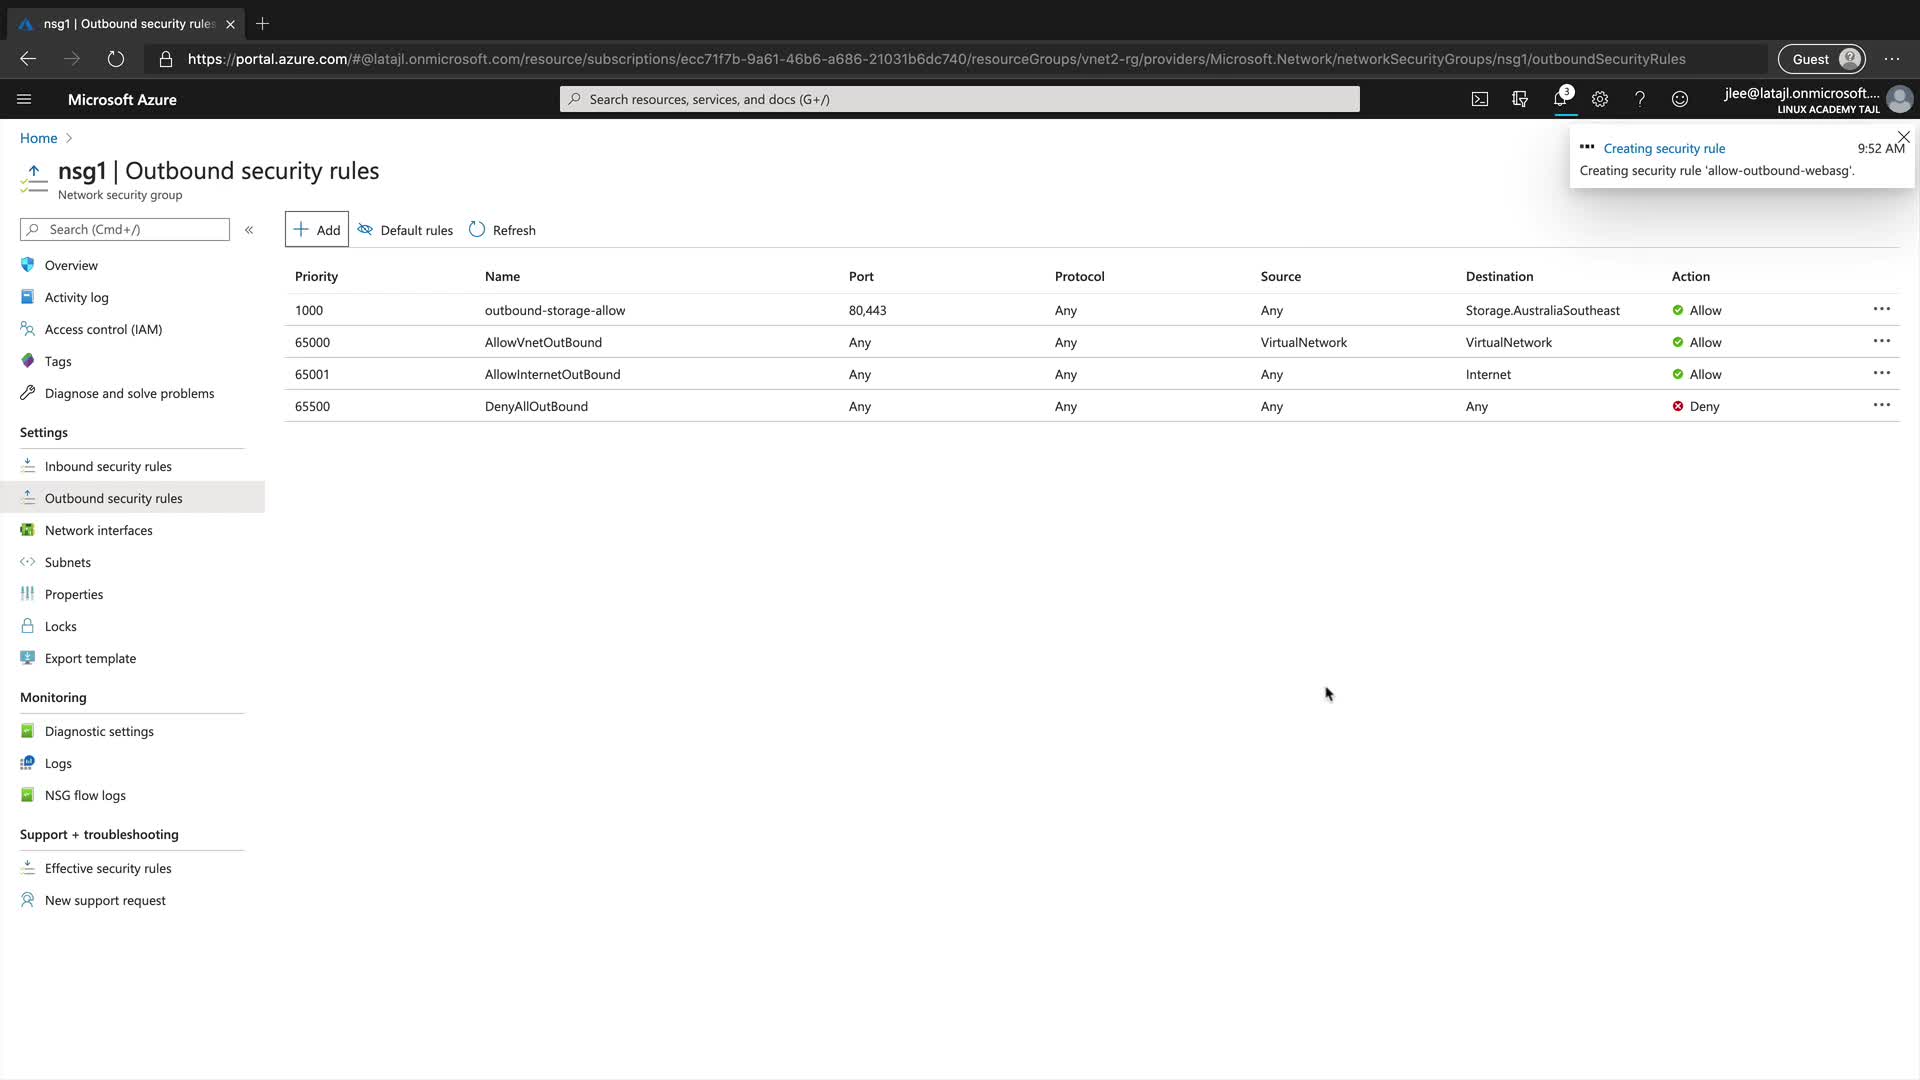 nsg1 | Outbound security rules
https://portal.azure.com/#@latajl.onmicrosoft.com/resource/subscriptions/ecc71f7b-9a61-46b6-a686-21031b6dc740/resourceGroups/vnet2-rg/providers/Microsoft.Network/networkSecurityGroups/nsg1/outboundSecurityRules
Guest
Microsoft Azure
Search resources, services, and docs (G+/)
3
jlee@latajl.onmicrosoft....
LINUX ACADEMY TAJL
Home
Creating security rule 9:52 AM
Creating security rule 'allow-outbound-webasg'.
nsg1 | Outbound security rules
Network security group
Search (Cmd+/)
Add Default rules Refresh
Overview
Activity log
Access control (IAM)
Tags
Diagnose and solve problems
Settings
Inbound security rules
Outbound security rules
Network interfaces
Subnets
Properties
Locks
Export template
Monitoring
Diagnostic settings
Logs
NSG flow logs
Support + troubleshooting
Effective security rules
New support request
Priority Name Port Protocol Source Destination Action
1000 outbound-storage-allow 80,443 Any Any Storage.AustraliaSoutheast Allow
65000 AllowVnetOutBound Any Any VirtualNetwork VirtualNetwork Allow
65001 AllowInternetOutBound Any Any Any Internet Allow
65500 DenyAllOutBound Any Any Any Any Deny